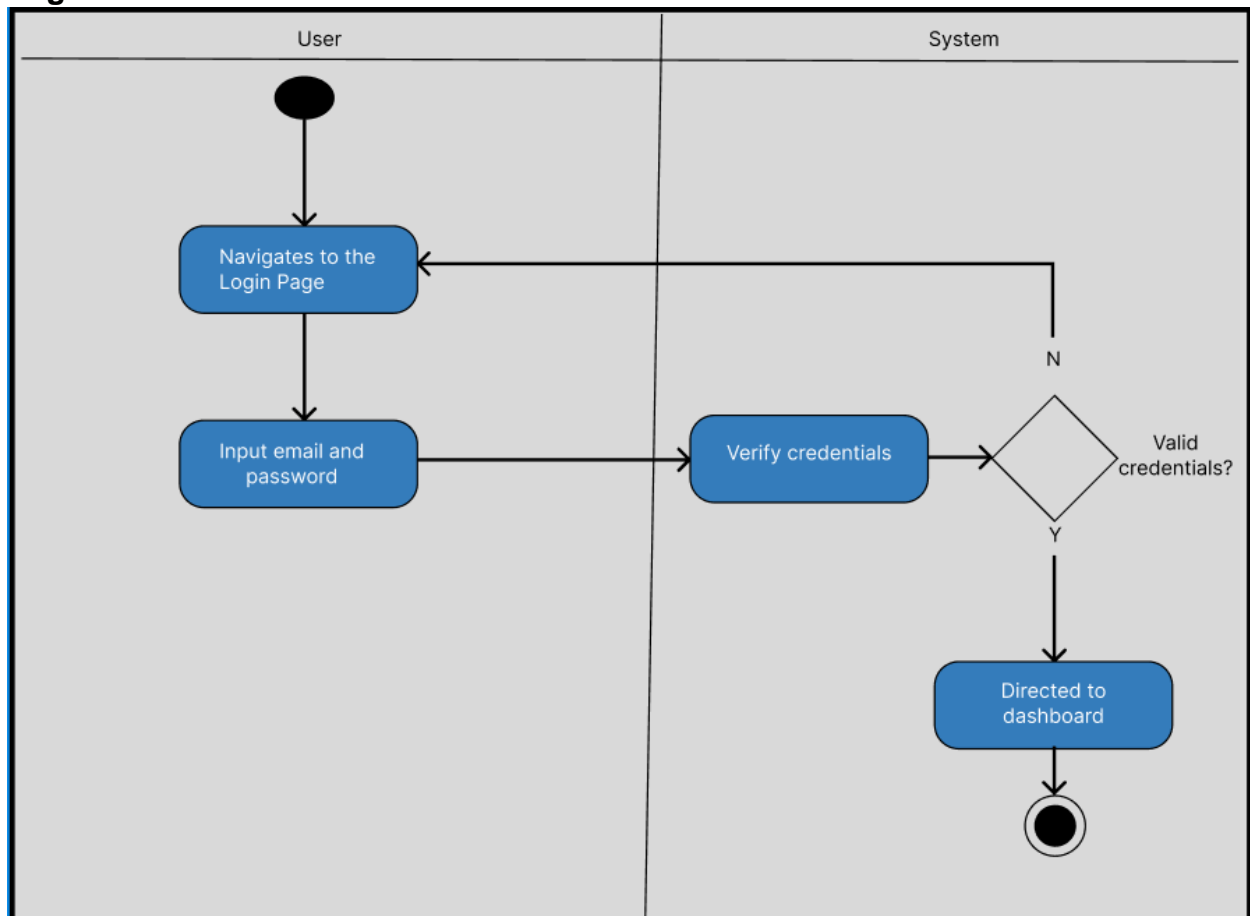 User
System
Navigates to the
Login Page
N
Input email and
password
Verify credentials
Valid
credentials?
Y
Directed to
dashboard